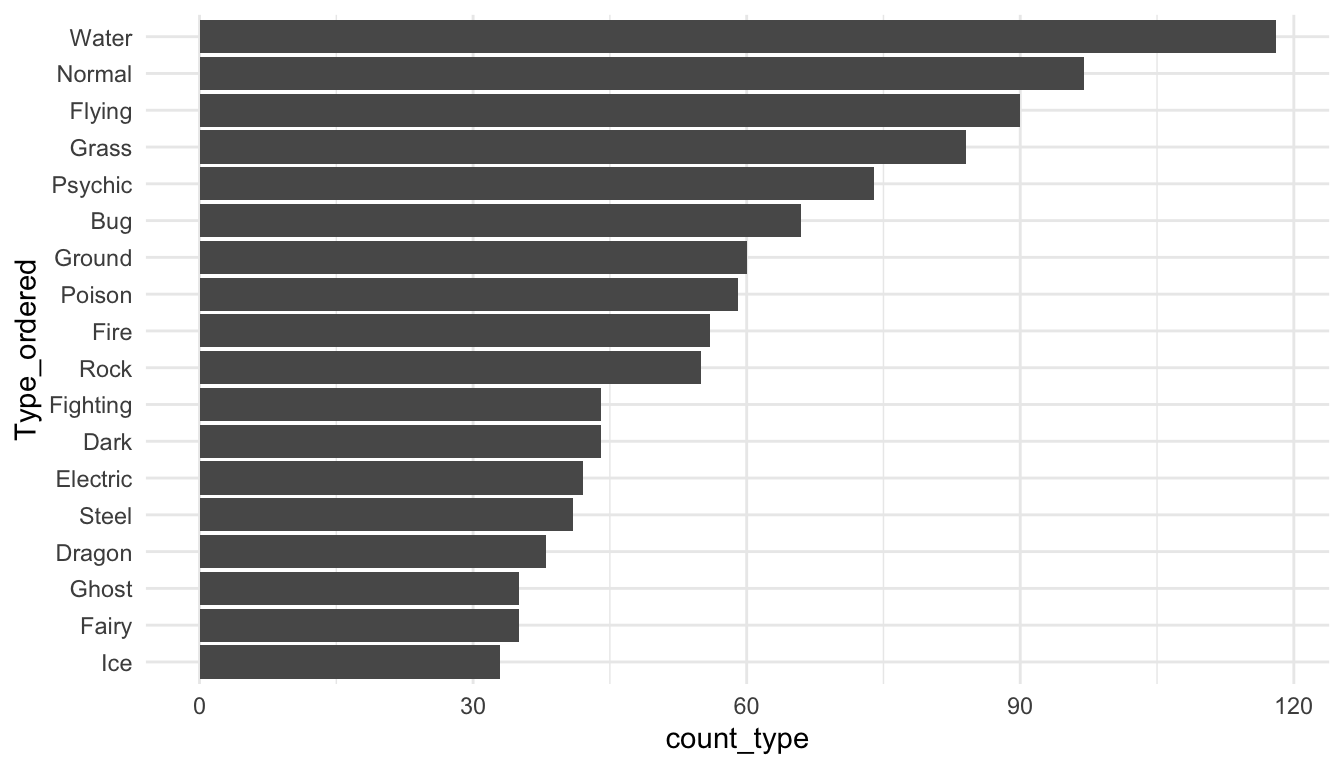 Type_ordered
Water
Normal
Flying
Grass
Psychic
Bug
Ground
Poison
Fire
Rock
Fighting
Dark
Electric
Steel
Dragon
Ghost
Fairy
Ice
0 30 60 90 120
count_type